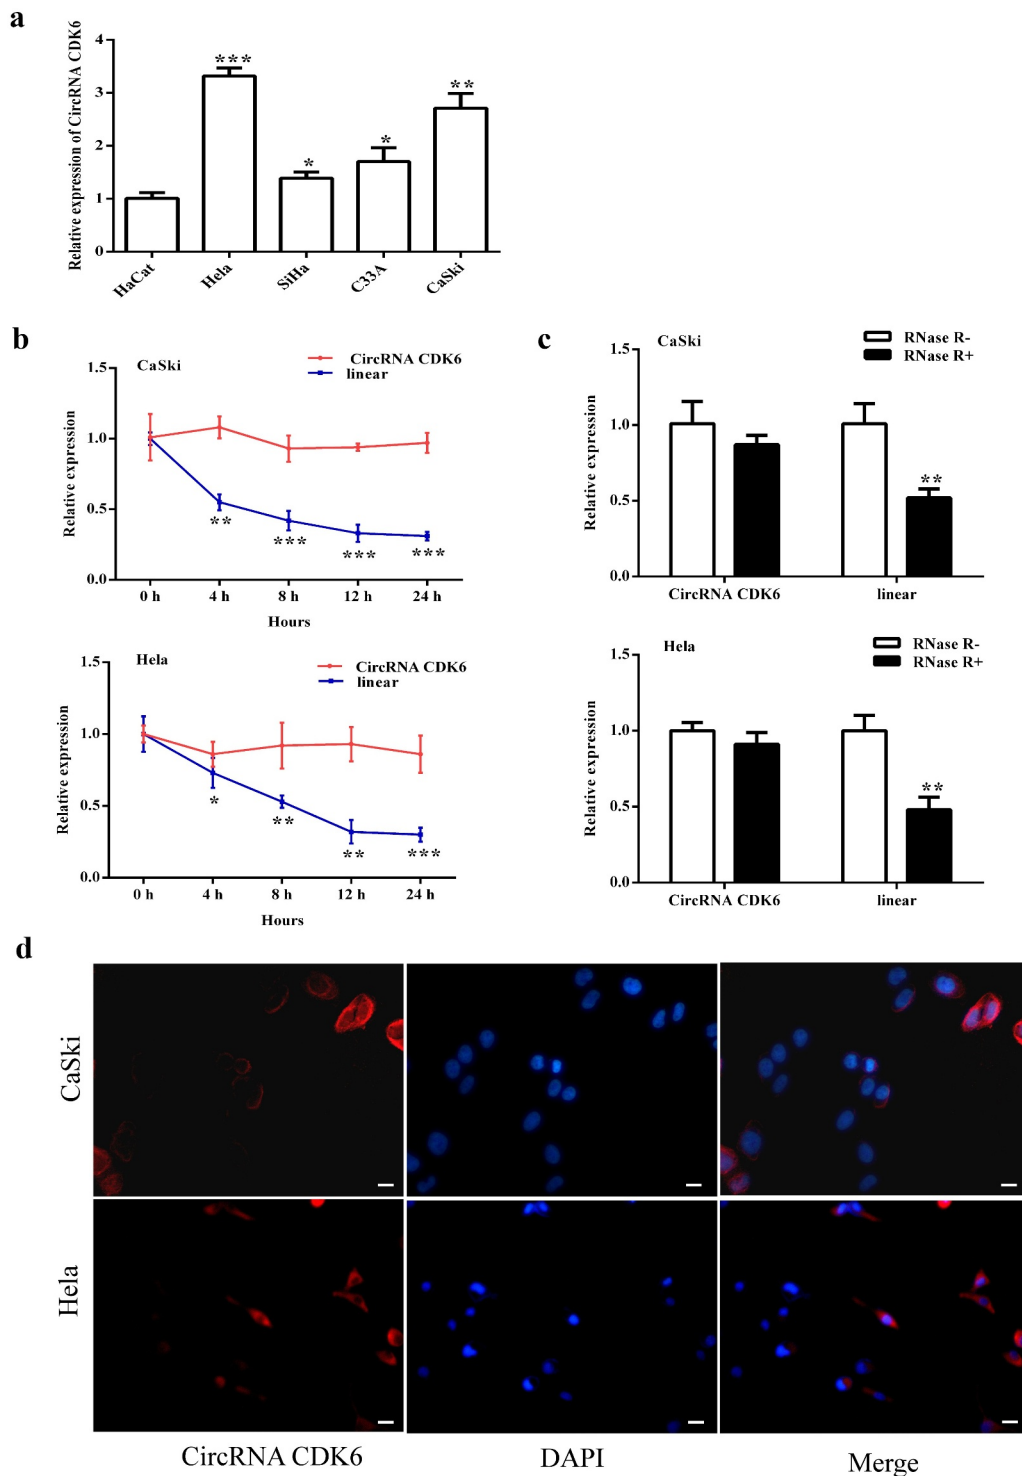 a
Relative expression of CircRNA CDK6
4
3
2
1
0
***
*
*
**
HaCat
Hela
SiHa
C33A
CaSki
b
CaSki
CircRNA CDK6
linear
Relative expression
1.5
1.0
0.5
0.0
**
***
***
***
0 h
4 h
8 h
12 h
24 h
Hours
Hela
CircRNA CDK6
linear
Relative expression
1.5
1.0
0.5
0.0
*
**
**
***
0 h
4 h
8 h
12 h
24 h
Hours
c
CaSki
RNase R-
RNase R+
Relative expression
1.5
1.0
0.5
0.0
**
CircRNA CDK6
linear
Hela
RNase R-
RNase R+
Relative expression
1.5
1.0
0.5
0.0
**
CircRNA CDK6
linear
d
CaSki
Hela
CircRNA CDK6
DAPI
Merge